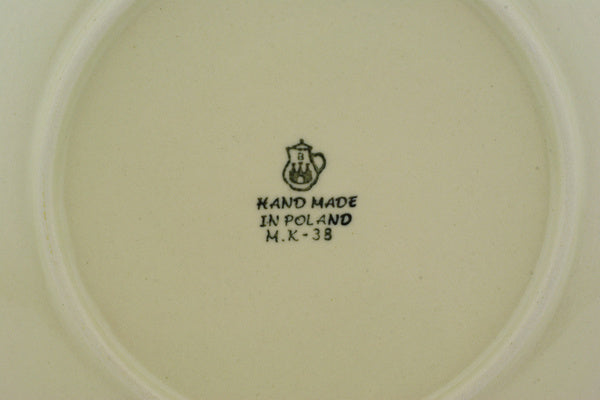 B
HAND MADE
IN POLAND
M.K-38